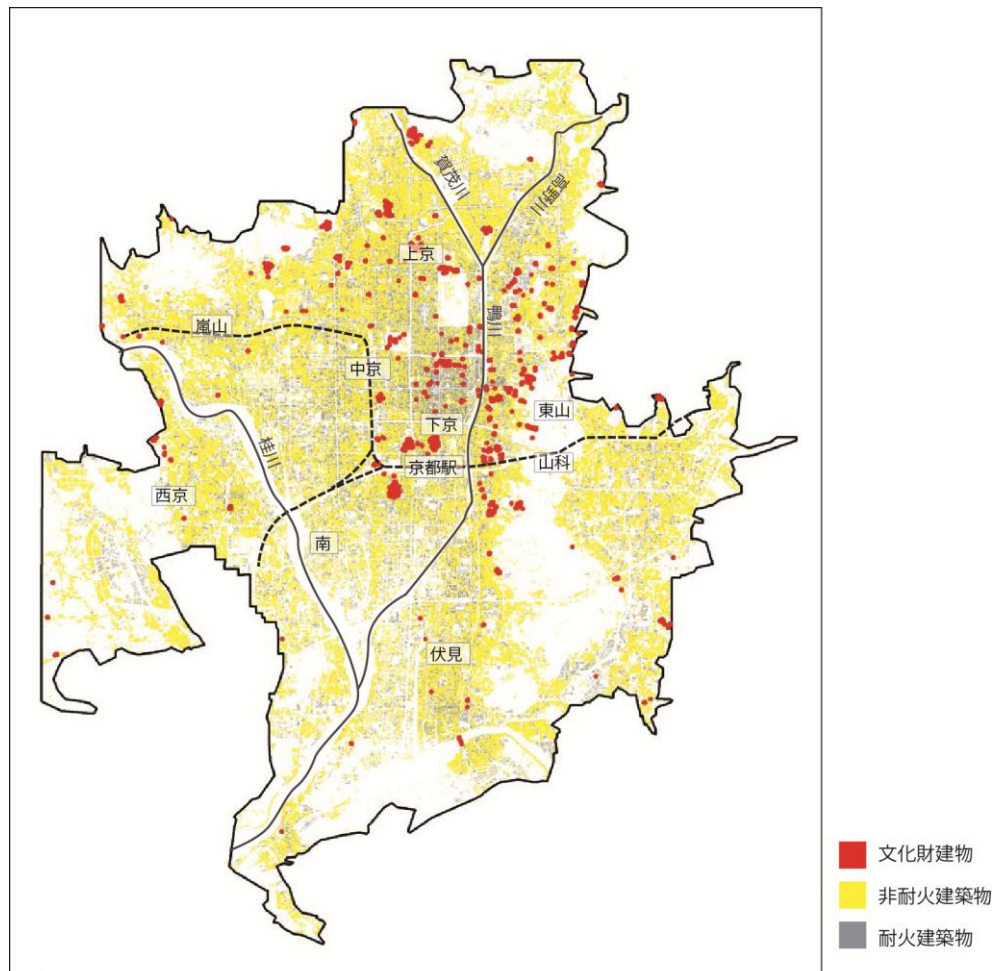 賀茂川
高野川
上京
鴨川
嵐山
中京
下京
東山
桂川
京都駅
山科
西京
南
伏見
文化財建物
非耐火建築物
耐火建築物